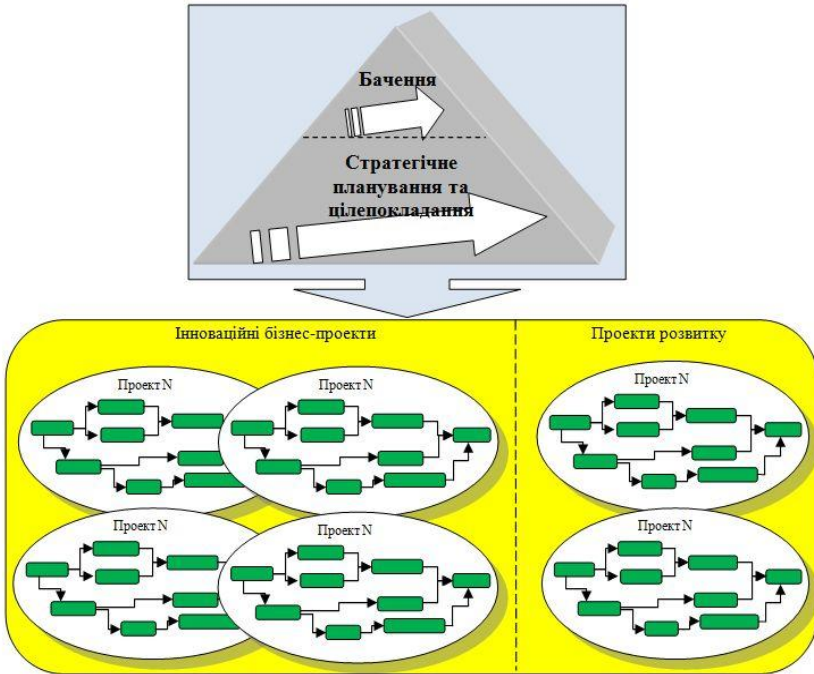 Бачення
Стратегічне
планування та
цілепокладання
Інноваційні бізнес-проекти
Проекти розвитку
Проект N
Проект N
Проект N
Проект N
Проект N
Проект N